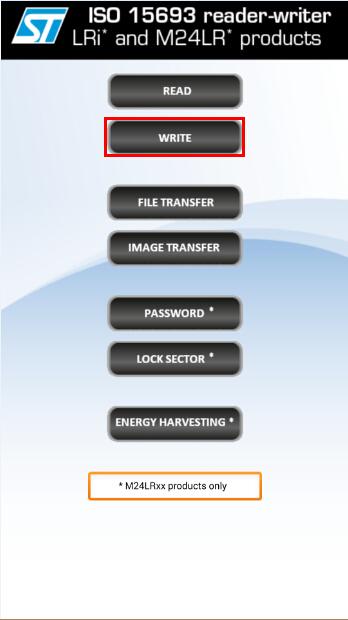 ST
ISO 15693 reader-writer
LRi* and M24LR* products
READ
WRITE
FILE TRANSFER
IMAGE TRANSFER
PASSWORD *
LOCK SECTOR *
ENERGY HARVESTING *
* M24LRxx products only